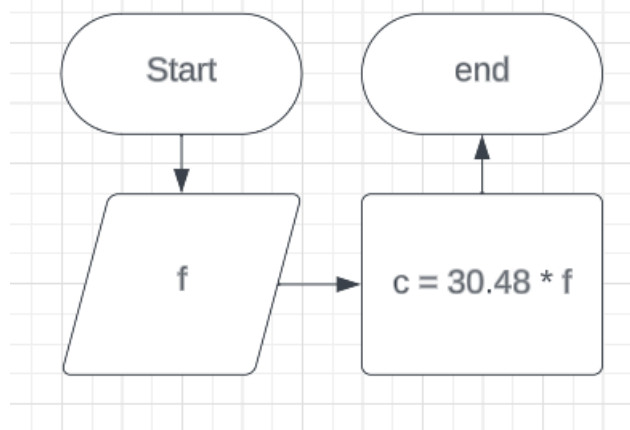 Start
f
c = 30.48 * f
end